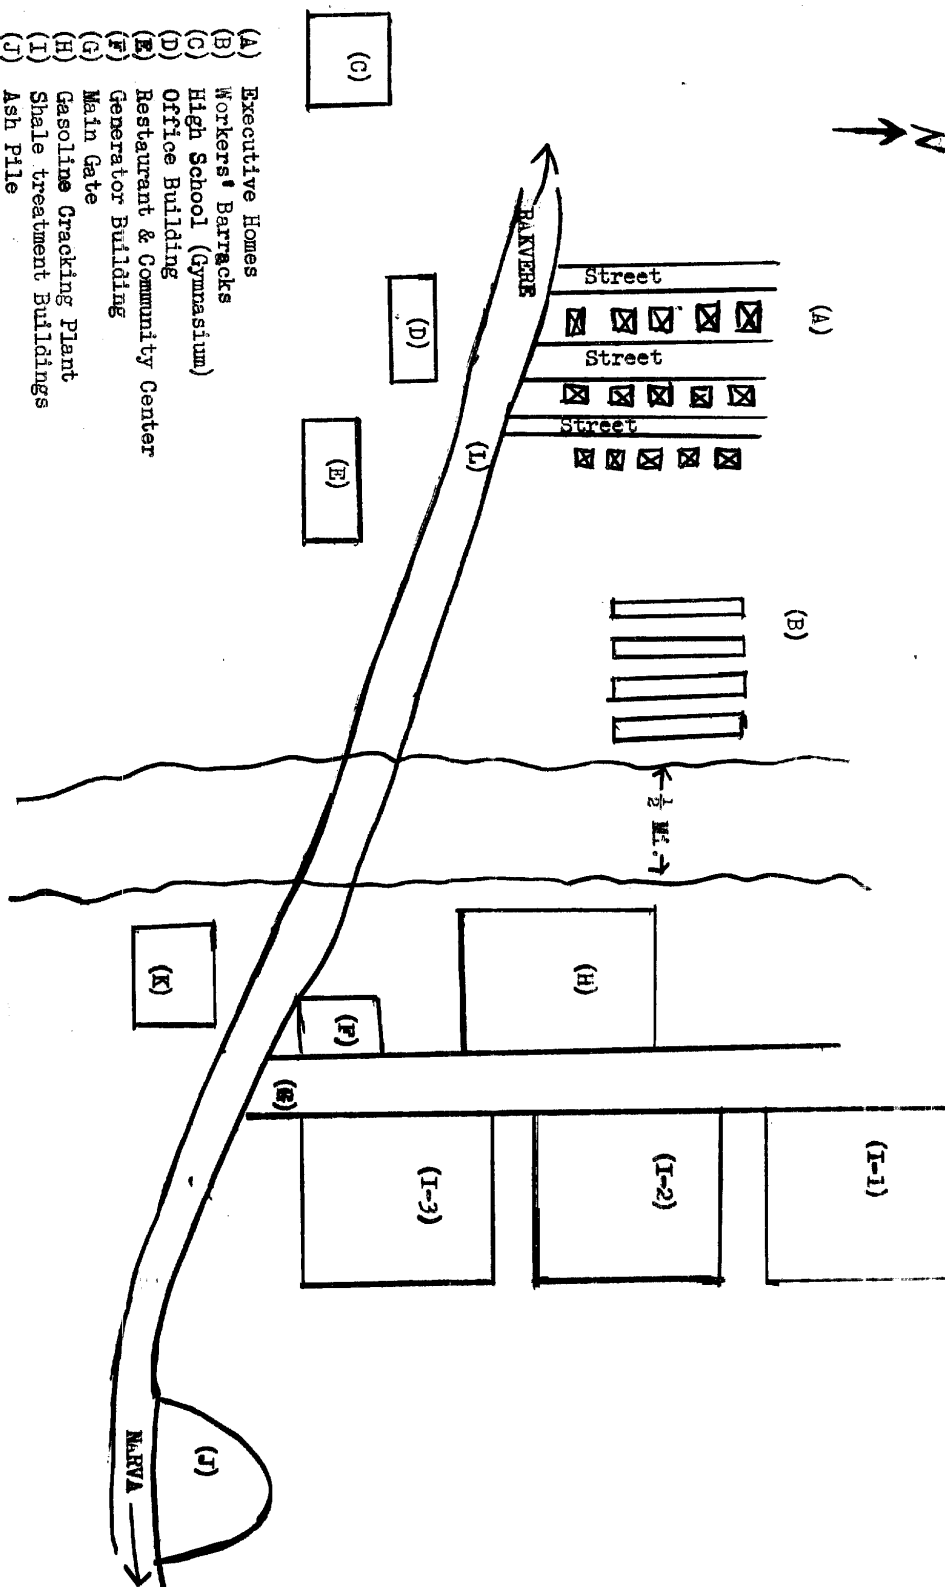 N
(A)
Street
Street
Street
(B)
← ½ Mi. →
(I-1)
(I-2)
(I-3)
(H)
RAKVERE
(L)
(F)
(G)
(C)
(D)
(E)
(K)
(J)
NARVA
(A) Executive Homes
(B) Workers' Barracks
(C) High School (Gymnasium)
(D) Office Building
(E) Restaurant & Community Center
(F) Generator Building
(G) Main Gate
(H) Gasoline Cracking Plant
(I) Shale treatment Buildings
(J) Ash Pile